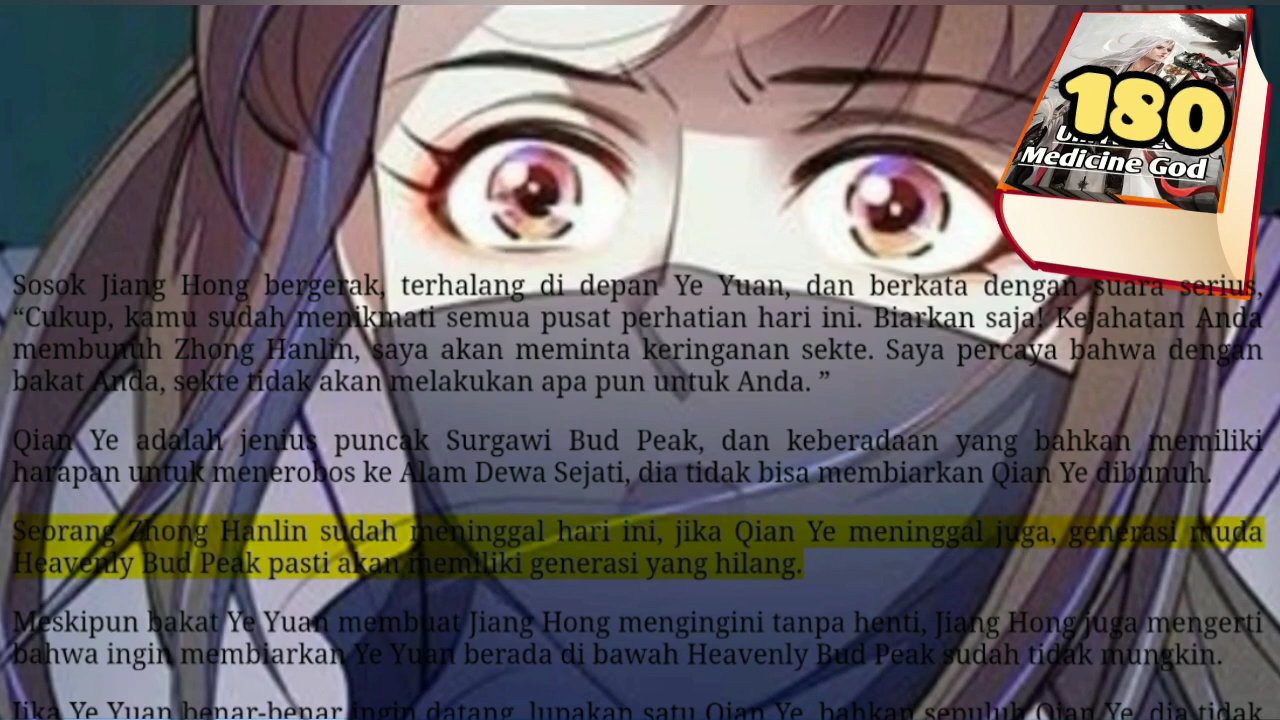 180
Medicine God
Sosok Jiang Hong bergerak, terhalang di depan Ye Yuan, dan berkata dengan suara serius,
“Cukup, kamu sudah menikmati semua pusat perhatian hari ini. Biarkan saja! Kejahatan Anda
membunuh Zhong Hanlin, saya akan meminta keringanan sekte. Saya percaya bahwa dengan
bakat Anda, sekte tidak akan melakukan apa pun untuk Anda. ”
Qian Ye adalah jenius puncak Surgawi Bud Peak, dan keberadaan yang bahkan memiliki
harapan untuk menerobos ke Alam Dewa Sejati, dia tidak bisa membiarkan Qian Ye dibunuh.
Seorang Zhong Hanlin sudah meninggal hari ini, jika Qian Ye meninggal juga, generasi muda
Heavenly Bud Peak pasti akan memiliki generasi yang hilang.
Meskipun bakat Ye Yuan membuat Jiang Hong mengingini tanpa henti, Jiang Hong juga mengerti
bahwa ingin membiarkan Ye Yuan berada di bawah Heavenly Bud Peak sudah tidak mungkin.
Jika Ye Yuan benar-benar ingin datang, lupakan satu Qian Ye, bahkan sepuluh Qian Ye, dia tidak